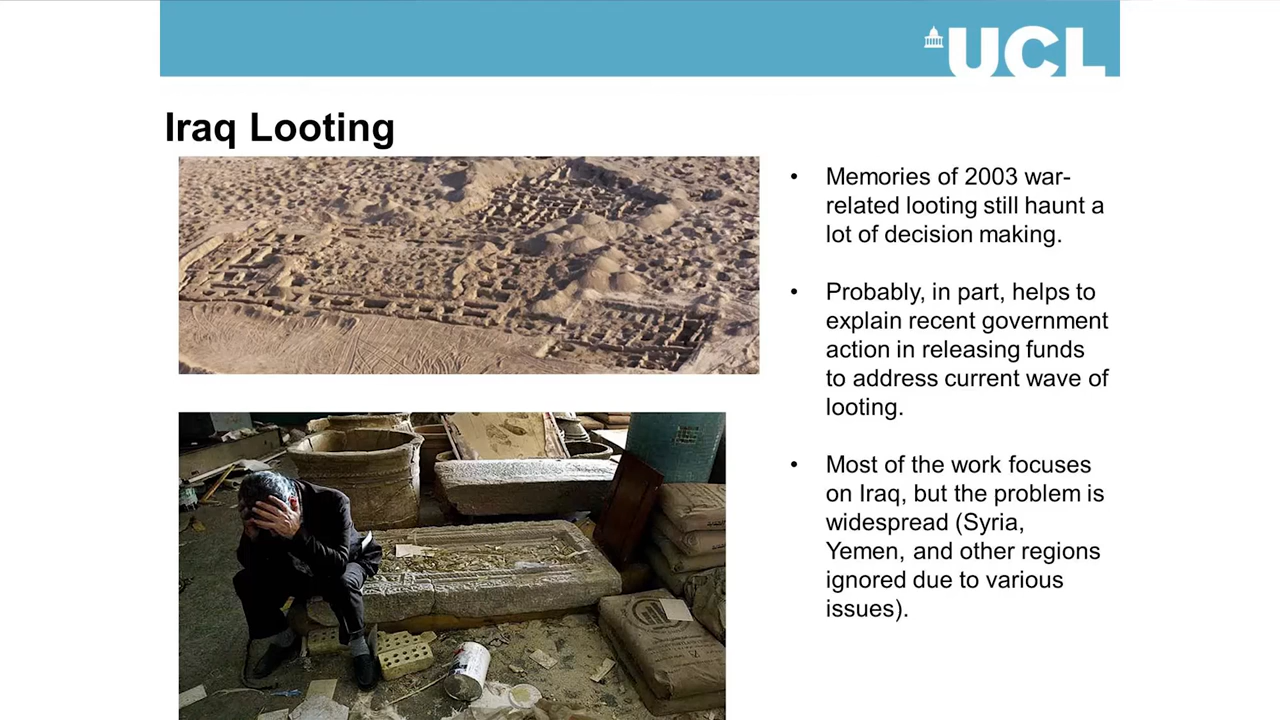 UCL
Iraq Looting
• Memories of 2003 war-
related looting still haunt a
lot of decision making.
• Probably, in part, helps to
explain recent government
action in releasing funds
to address current wave of
looting.
• Most of the work focuses
on Iraq, but the problem is
widespread (Syria,
Yemen, and other regions
ignored due to various
issues).